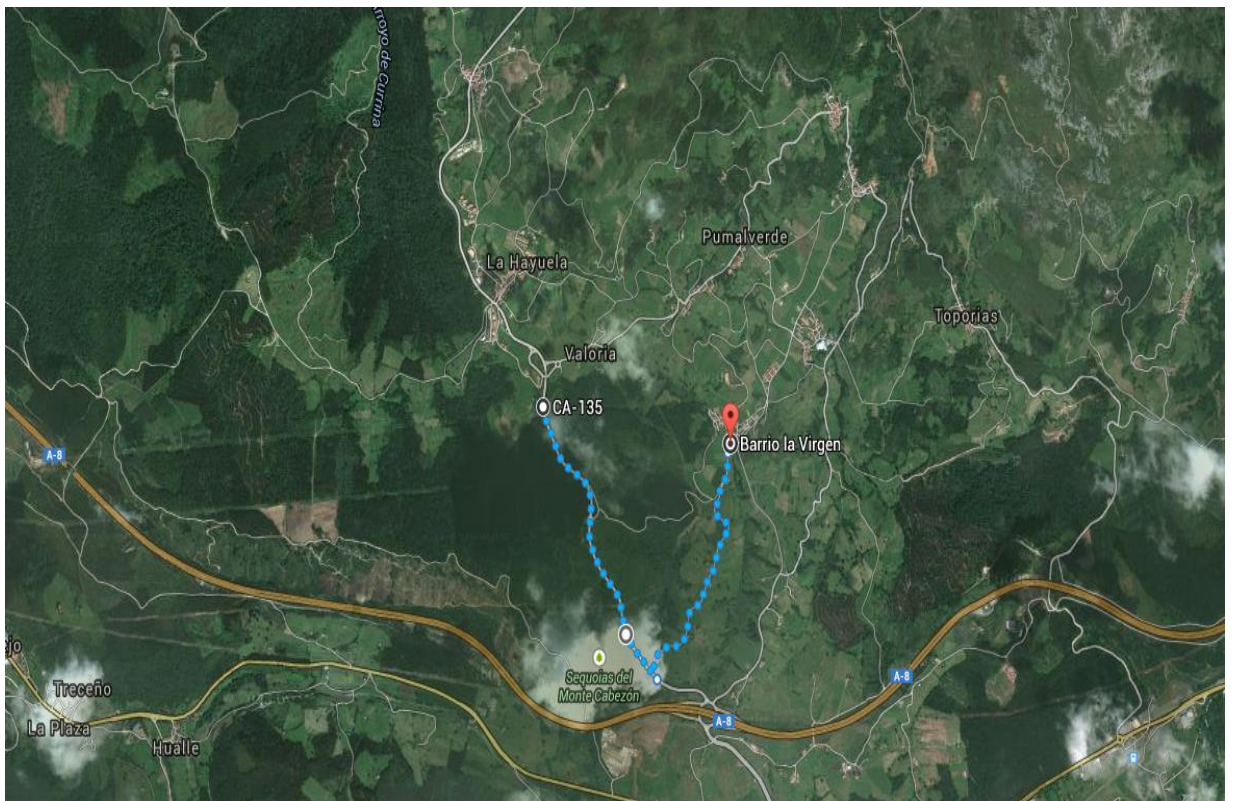 Arroyo de Currina
La Hayuela
Pumalverde
Toporias
Valoria
CA-135
Barrio la Virgen
A-8
Sequoias del
Monte Cabezón
A-8
A-8
ejo
Treceño
La Plaza
Hualle